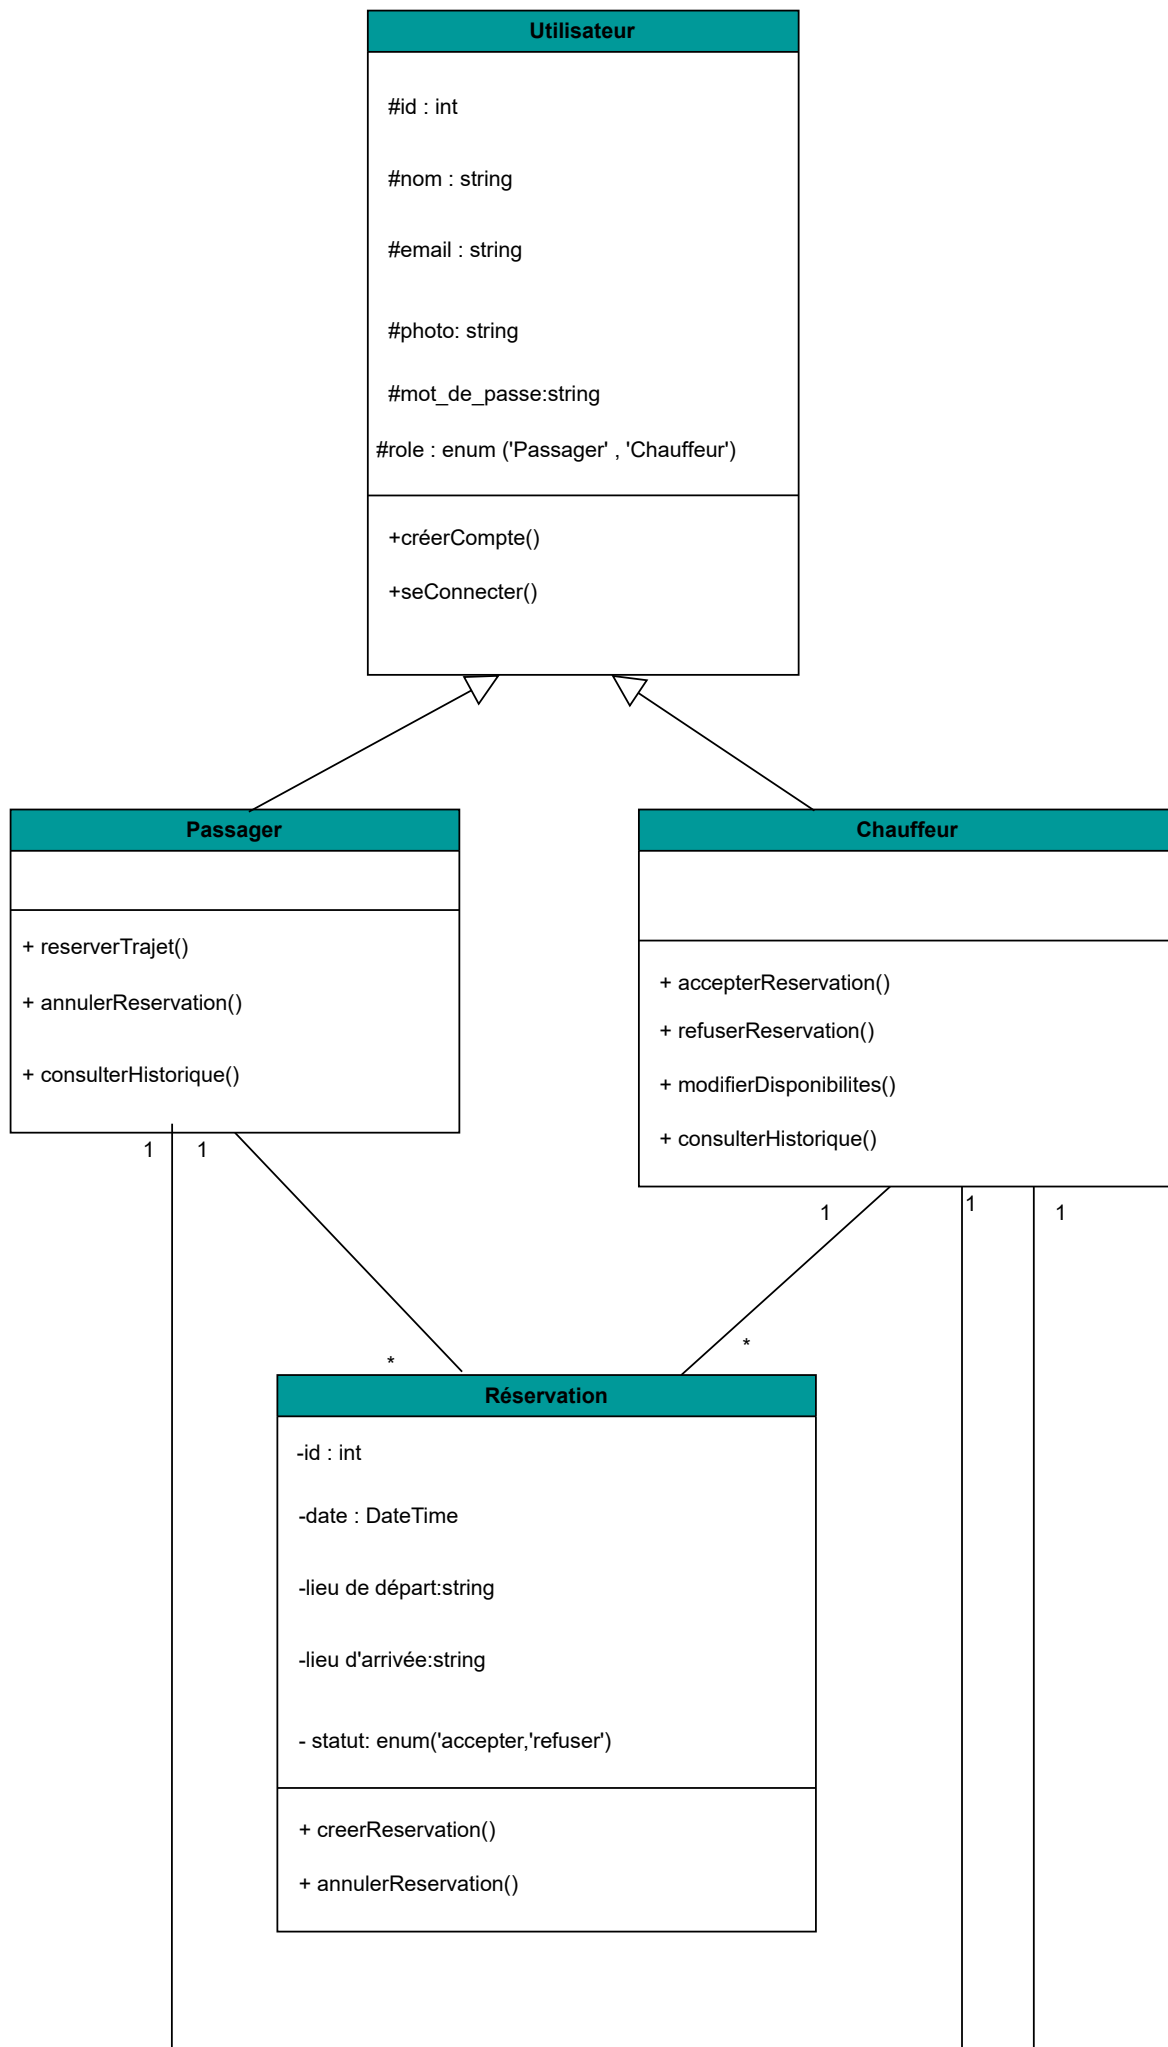 Utilisateur
#id : int
#nom : string
#email : string
#photo: string
#mot_de_passe:string
#role : enum ('Passager' , 'Chauffeur')
+créerCompte()
+seConnecter()
Passager
+ reserverTrajet()
+ annulerReservation()
+ consulterHistorique()
Chauffeur
+ accepterReservation()
+ refuserReservation()
+ modifierDisponibilites()
+ consulterHistorique()
1 1
1 1 1
* *
Réservation
-id : int
-date : DateTime
-lieu de départ:string
-lieu d'arrivée:string
- statut: enum('accepter,'refuser')
+ creerReservation()
+ annulerReservation()